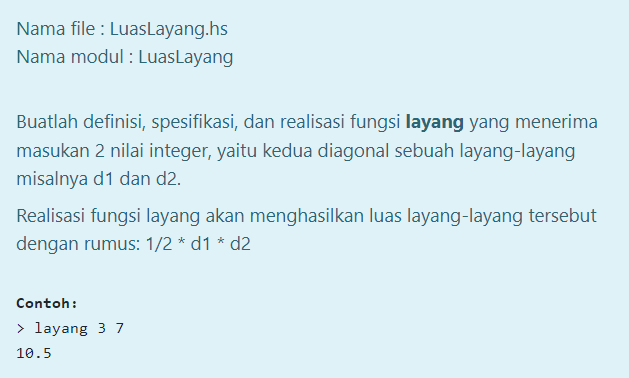 Nama file : LuasLayang.hs
Nama modul : LuasLayang
Buatlah definisi, spesifikasi, dan realisasi fungsi layang yang menerima
masukan 2 nilai integer, yaitu kedua diagonal sebuah layang-layang
misalnya d1 dan d2.
Realisasi fungsi layang akan menghasilkan luas layang-layang tersebut
dengan rumus: 1/2 * d1 * d2
Contoh:
> layang 3 7
10.5